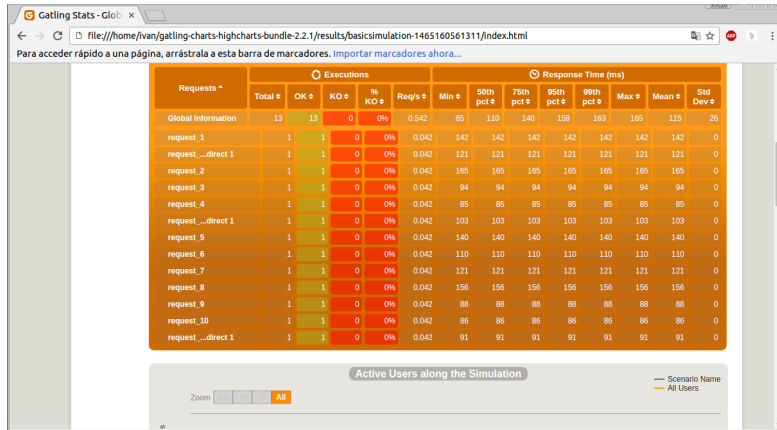 Gatling Stats - Glob
file:///home/ivan/gatling-charts-highcharts-bundle-2.2.1/results/basicsimulation-1465160561311/index.html
Para acceder rápido a una página, arrástrala a esta barra de marcadores. Importar marcadores ahora...
Executions Response Time (ms)
Requests Total OK KO % KO Req/s Min 50th pct 75th pct 95th pct 99th pct Max Mean Std Dev
Global Information 13 13 0 0% 0.542 85 110 140 159 163 165 115 26
request_1 1 1 0 0% 0.042 142 142 142 142 142 142 142 0
request_...direct 1 1 1 0 0% 0.042 121 121 121 121 121 121 121 0
request_2 1 1 0 0% 0.042 165 165 165 165 165 165 165 0
request_3 1 1 0 0% 0.042 94 94 94 94 94 94 94 0
request_4 1 1 0 0% 0.042 85 85 85 85 85 85 85 0
request_...direct 1 1 1 0 0% 0.042 103 103 103 103 103 103 103 0
request_5 1 1 0 0% 0.042 140 140 140 140 140 140 140 0
request_6 1 1 0 0% 0.042 110 110 110 110 110 110 110 0
request_7 1 1 0 0% 0.042 121 121 121 121 121 121 121 0
request_8 1 1 0 0% 0.042 156 156 156 156 156 156 156 0
request_9 1 1 0 0% 0.042 88 88 88 88 88 88 88 0
request_10 1 1 0 0% 0.042 86 86 86 86 86 86 86 0
request_...direct 1 1 1 0 0% 0.042 91 91 91 91 91 91 91 0
Active Users along the Simulation
Scenario Name
All Users
Zoom All